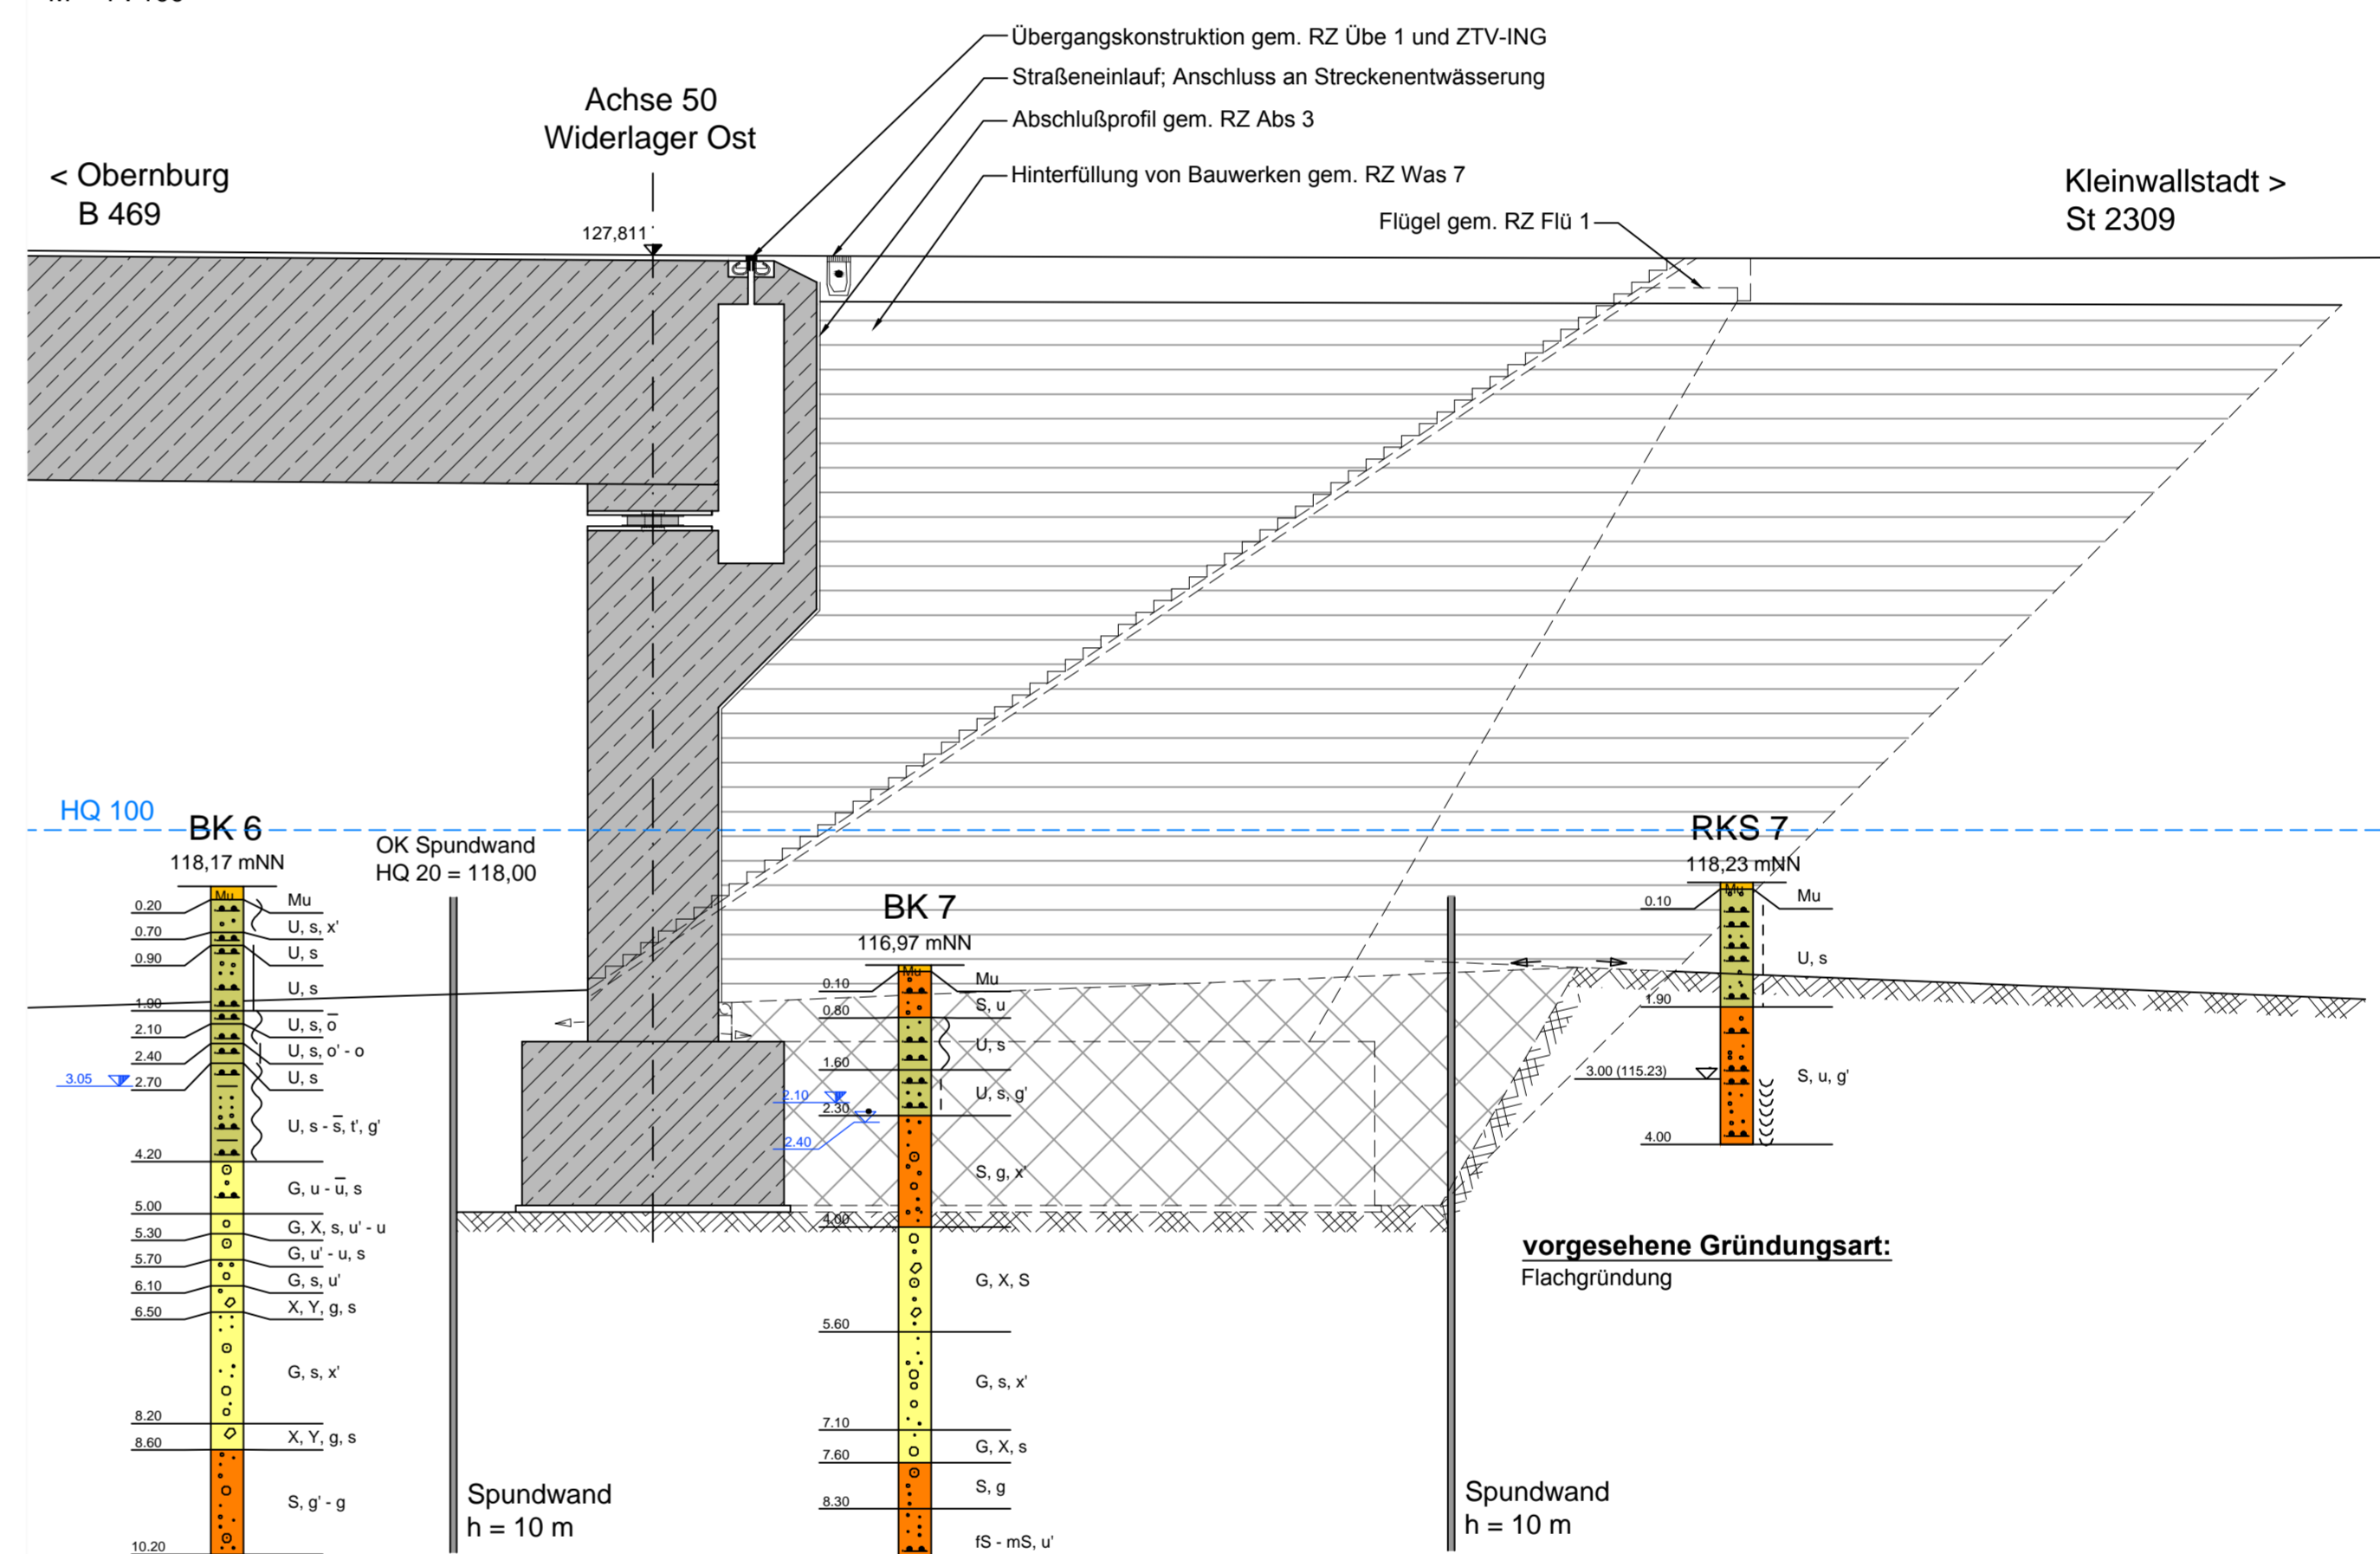 Übergangskonstruktion gem. RZ Übe 1 und ZTV-ING
Straßeneinlauf; Anschluss an Streckenentwässerung
Abschlußprofil gem. RZ Abs 3
Hinterfüllung von Bauwerken gem. RZ Was 7
Flügel gem. RZ Flü 1
Achse 50
Widerlager Ost
127,811
< Obernburg
B 469
Kleinwallstadt >
St 2309
HQ 100
BK 6
118,17 mNN
Mu
0.20
Mu
0.70
U, s, x'
0.90
U, s
1.90
U, s
2.10
U, s, o̅
2.40
U, s, o' - o
2.70
U, s
3.05
4.20
U, s - s̅, t', g'
5.00
G, u - u̅, s
5.30
G, X, s, u' - u
5.70
G, u' - u, s
6.10
G, s, u'
6.50
X, Y, g, s
8.20
G, s, x'
8.60
X, Y, g, s
10.20
S, g' - g
OK Spundwand
HQ 20 = 118,00
Spundwand
h = 10 m
BK 7
116,97 mNN
Mu
0.10
Mu
0.80
S, u
1.60
U, s
2.10
2.30
U, s, g'
2.40
4.00
S, g, x'
5.60
G, X, S
7.10
G, s, x'
7.60
G, X, s
8.30
S, g
fS - mS, u'
Spundwand
h = 10 m
RKS 7
118,23 mNN
Mu
0.10
Mu
1.90
U, s
3.00 (115.23)
4.00
S, u, g'
vorgesehene Gründungsart:
Flachgründung